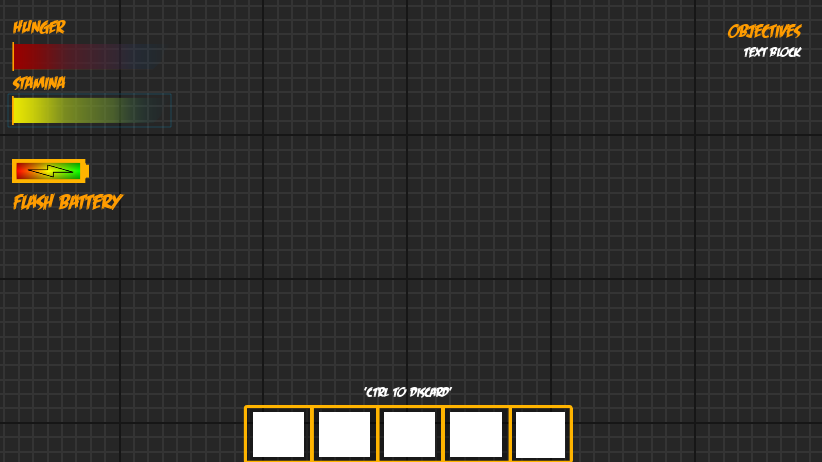 HUNGER
STAMINA
FLASH BATTERY
OBJECTIVES
TEXT BLOCK
'CTRL TO DISCARD'